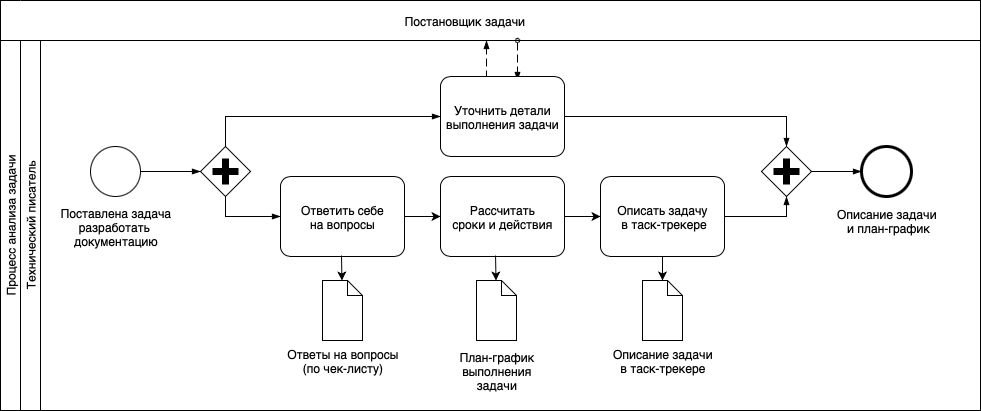 Постановщик задачи
Процесс анализа задачи
Технический писатель
Уточнить детали
выполнения задачи
Поставлена задача
разработать
документацию
Ответить себе
на вопросы
Рассчитать
сроки и действия
Описать задачу
в таск-трекере
Описание задачи
и план-график
Ответы на вопросы
(по чек-листу)
План-график
выполнения
задачи
Описание задачи
в таск-трекере